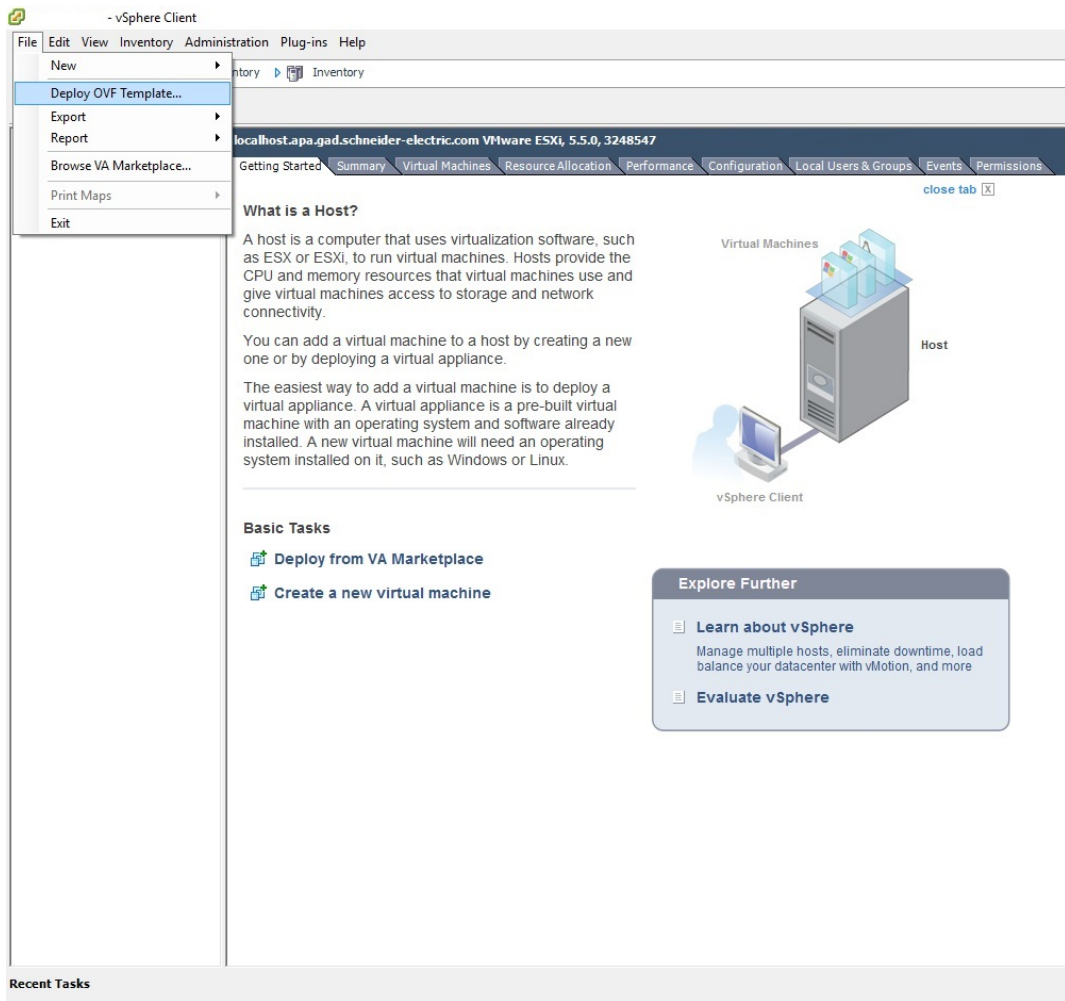 - vSphere Client
File Edit View Inventory Administration Plug-ins Help
New
Deploy OVF Template...
Export
Report
Browse VA Marketplace...
Print Maps
Exit
ntory Inventory
localhost.apa.gad.schneider-electric.com VMware ESXi, 5.5.0, 3248547
Getting Started Summary Virtual Machines Resource Allocation Performance Configuration Local Users & Groups Events Permissions
close tab X
What is a Host?
A host is a computer that uses virtualization software, such
as ESX or ESXi, to run virtual machines. Hosts provide the
CPU and memory resources that virtual machines use and
give virtual machines access to storage and network
connectivity.
You can add a virtual machine to a host by creating a new
one or by deploying a virtual appliance.
The easiest way to add a virtual machine is to deploy a
virtual appliance. A virtual appliance is a pre-built virtual
machine with an operating system and software already
installed. A new virtual machine will need an operating
system installed on it, such as Windows or Linux.
Virtual Machines
Host
vSphere Client
Basic Tasks
Deploy from VA Marketplace
Create a new virtual machine
Explore Further
Learn about vSphere
Manage multiple hosts, eliminate downtime, load
balance your datacenter with vMotion, and more
Evaluate vSphere
Recent Tasks